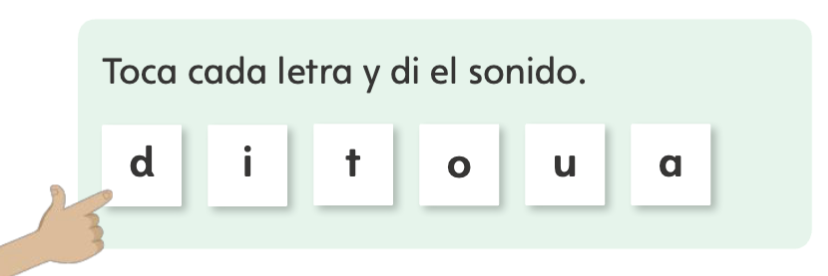 Toca cada letra y di el sonido.
d i t o u a